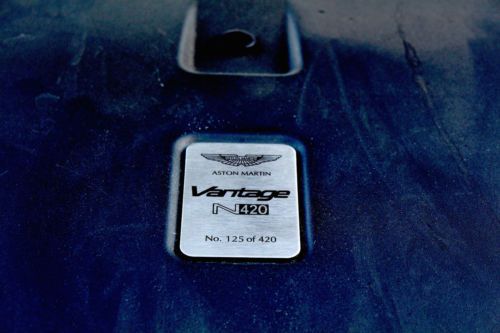 ASTON MARTIN
Vantage
N420
No. 125 of 420